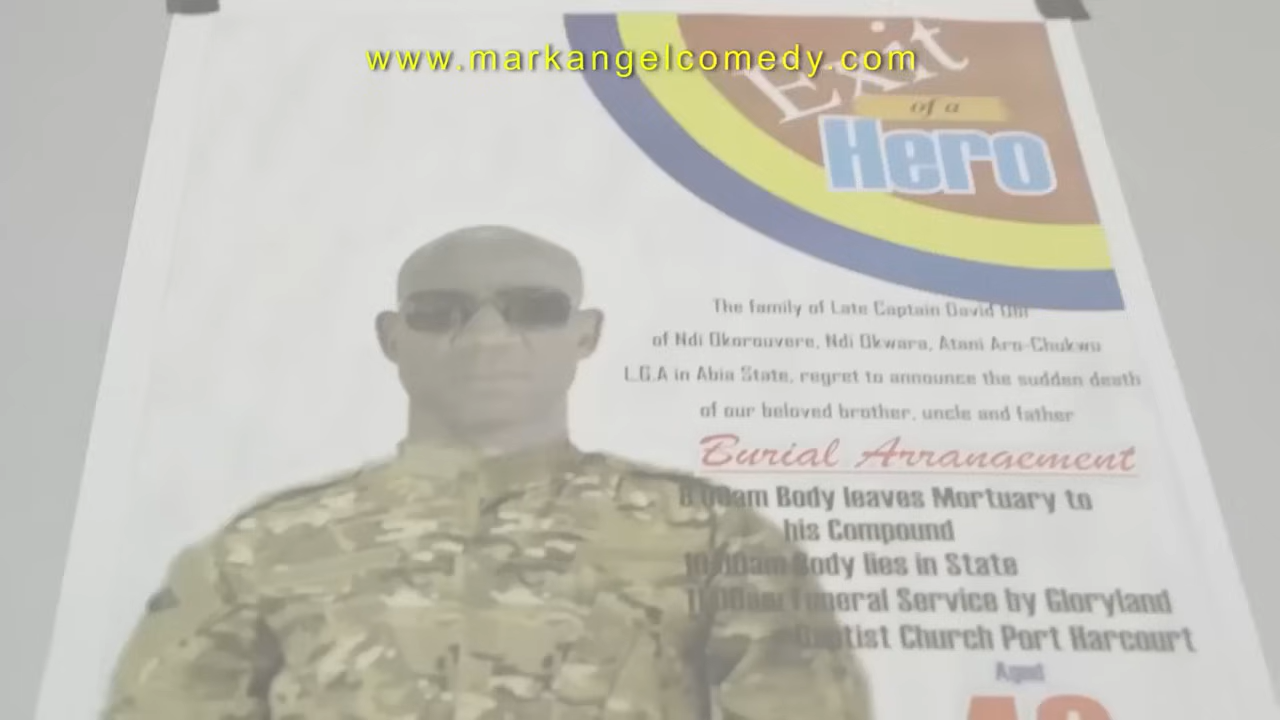 www.markangelcomedy.com
Exit
of a
Hero
The family of Late Captain David Obi
of Ndi Okorouvere, Ndi Okwara, Atani Aro-Chukwu
L.G.A in Abia State, regret to announce the sudden death
of our beloved brother, uncle and father
Burial Arrangement
8:00am Body leaves Mortuary to
his Compound
Body lies in State
Funeral Service by Gloryland
Baptist Church Port Harcourt
Aged